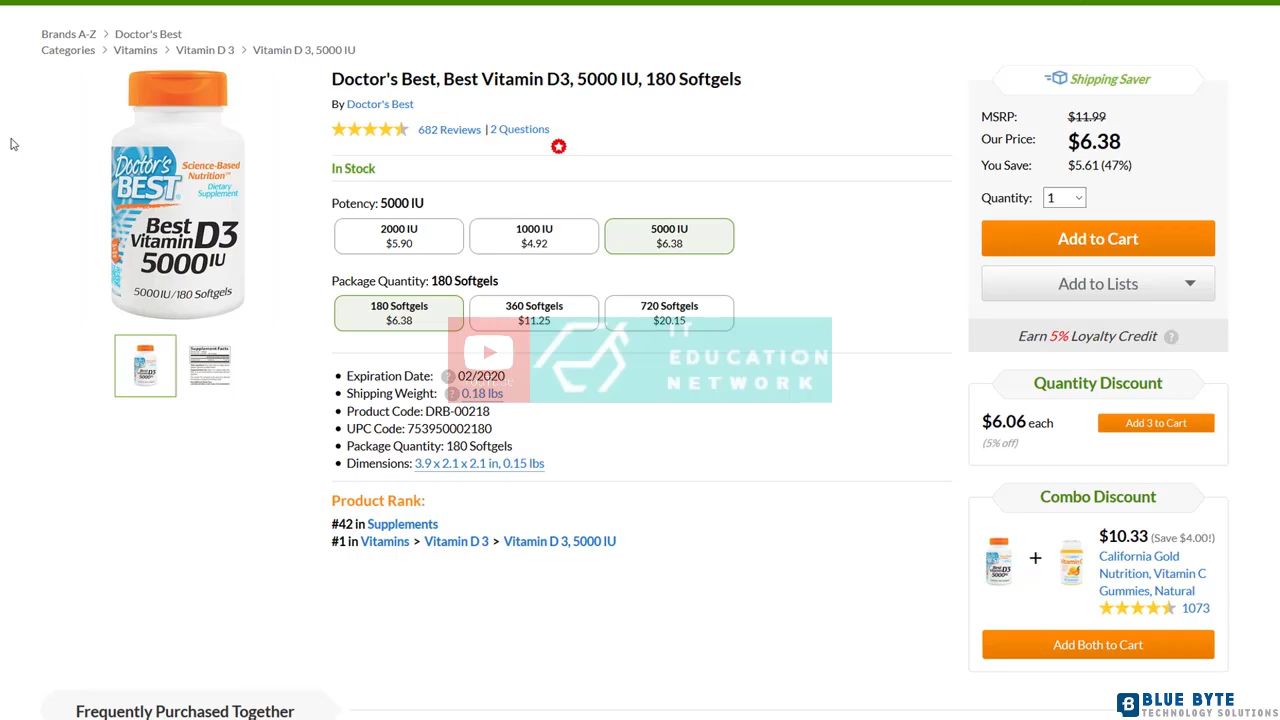 Brands A-Z > Doctor's Best
Categories > Vitamins > Vitamin D 3 > Vitamin D 3, 5000 IU
Doctor's BEST
Science-Based Nutrition™
Dietary Supplement
Best Vitamin D3
5000 IU
5000 IU/180 Softgels
Doctor's Best, Best Vitamin D3, 5000 IU, 180 Softgels
By Doctor's Best
682 Reviews | 2 Questions
In Stock
Potency: 5000 IU
2000 IU
$5.90
1000 IU
$4.92
5000 IU
$6.38
Package Quantity: 180 Softgels
180 Softgels
$6.38
360 Softgels
$11.25
720 Softgels
$20.15
IT
EDUCATION
NETWORK
Expiration Date: ? 02/2020
Shipping Weight: ? 0.18 lbs
Product Code: DRB-00218
UPC Code: 753950002180
Package Quantity: 180 Softgels
Dimensions: 3.9 x 2.1 x 2.1 in, 0.15 lbs
Product Rank:
#42 in Supplements
#1 in Vitamins > Vitamin D 3 > Vitamin D 3, 5000 IU
Shipping Saver
MSRP: $11.99
Our Price: $6.38
You Save: $5.61 (47%)
Quantity: 1
Add to Cart
Add to Lists
Earn 5% Loyalty Credit ?
Quantity Discount
$6.06 each
(5% off)
Add 3 to Cart
Combo Discount
$10.33 (Save $4.00!)
California Gold
Nutrition, Vitamin C
Gummies, Natural
1073
+
Add Both to Cart
Frequently Purchased Together
BLUE BYTE
TECHNOLOGY SOLUTIONS